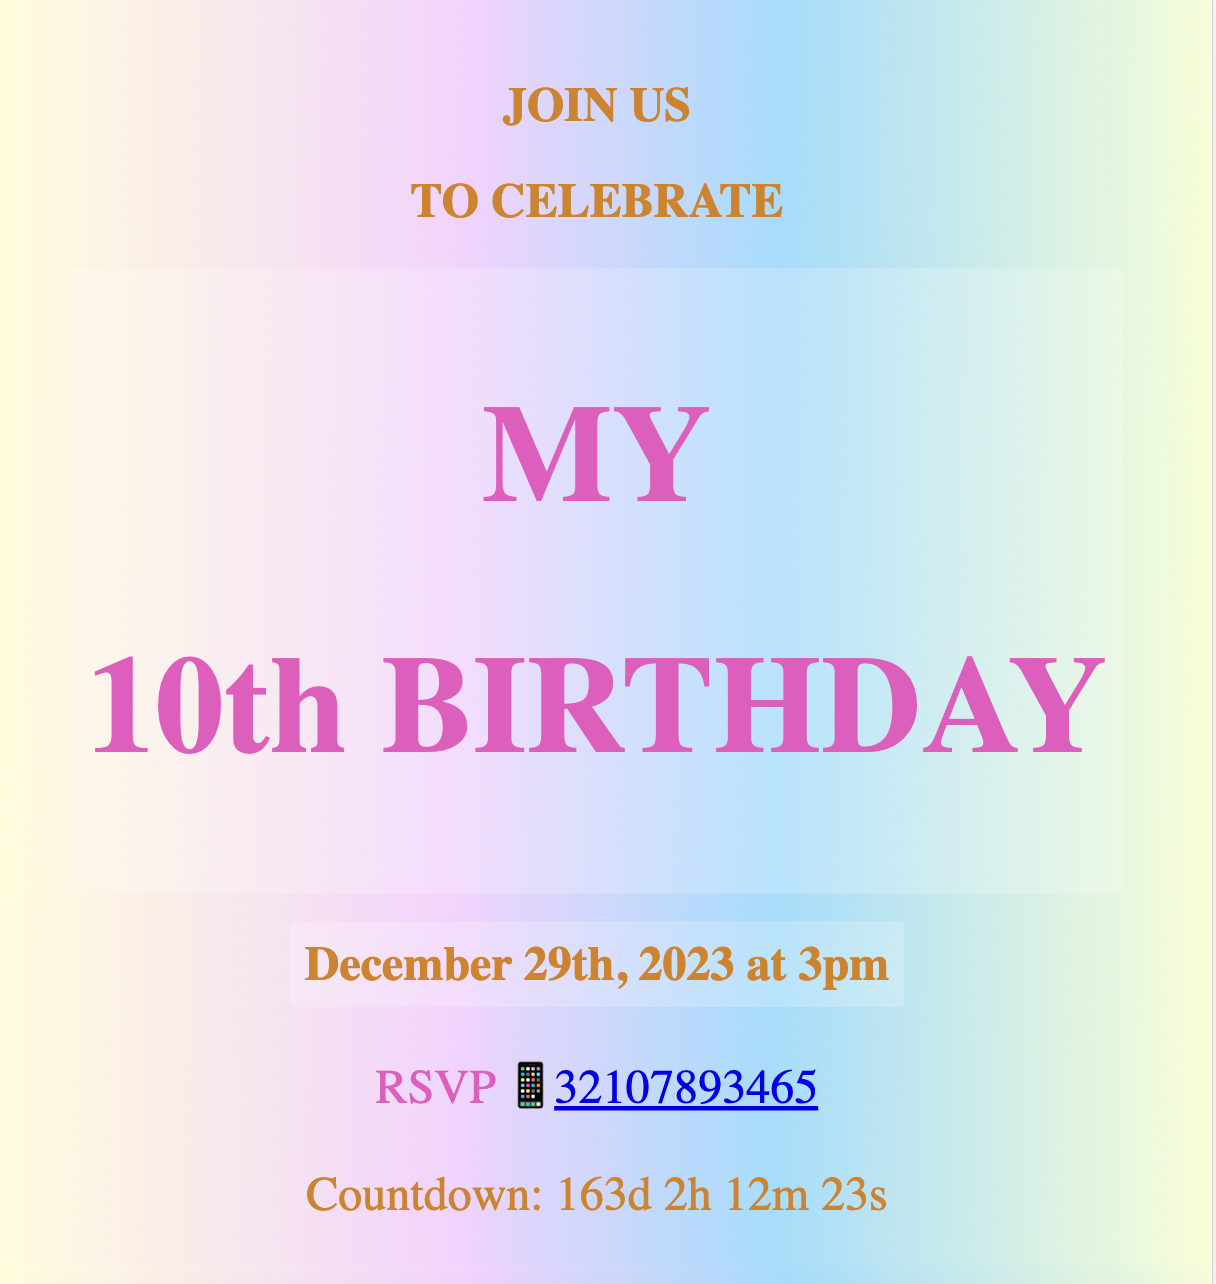 JOIN US
TO CELEBRATE
MY
10th BIRTHDAY
December 29th, 2023 at 3pm
RSVP 📱32107893465
Countdown: 163d 2h 12m 23s